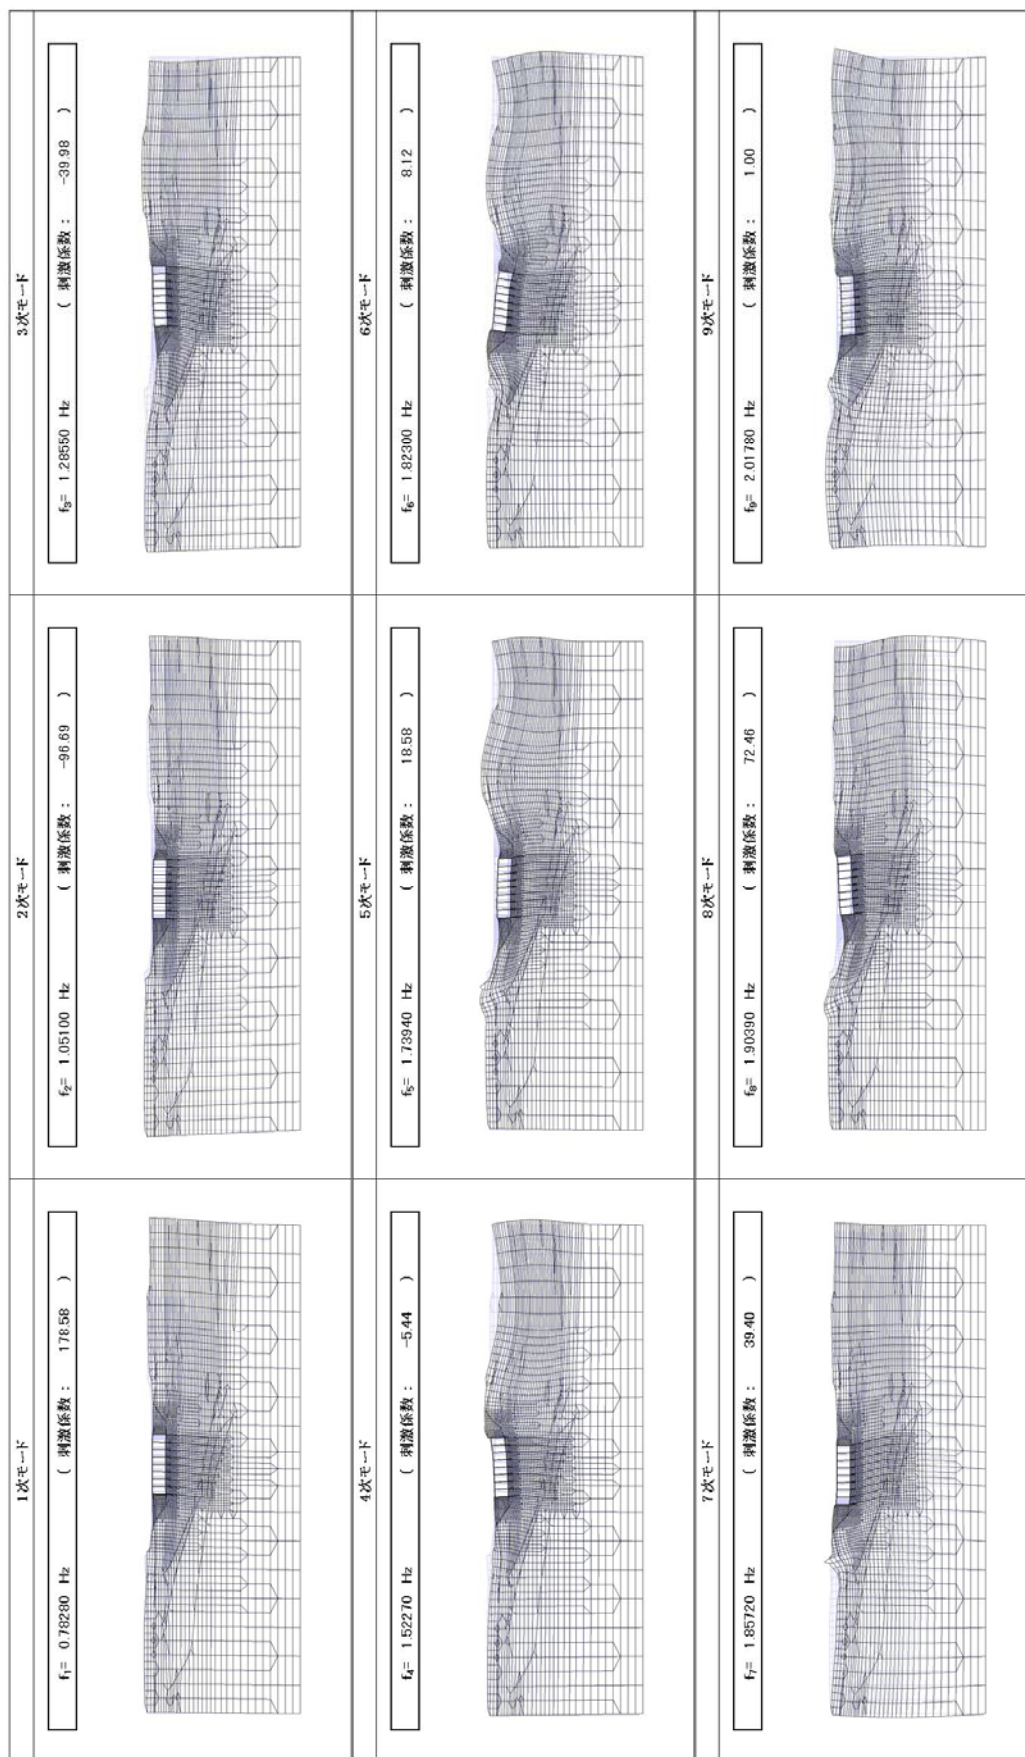 1次モード
f₁= 0.78280 Hz ( 刺激係数 : 178.58 )
2次モード
f₂= 1.05100 Hz ( 刺激係数 : -96.69 )
3次モード
f₃= 1.28550 Hz ( 刺激係数 : -39.98 )
4次モード
f₄= 1.52270 Hz ( 刺激係数 : -5.44 )
5次モード
f₅= 1.73940 Hz ( 刺激係数 : 18.58 )
6次モード
f₆= 1.82300 Hz ( 刺激係数 : 8.12 )
7次モード
f₇= 1.85720 Hz ( 刺激係数 : 39.40 )
8次モード
f₈= 1.90390 Hz ( 刺激係数 : 72.46 )
9次モード
f₉= 2.01780 Hz ( 刺激係数 : 1.00 )